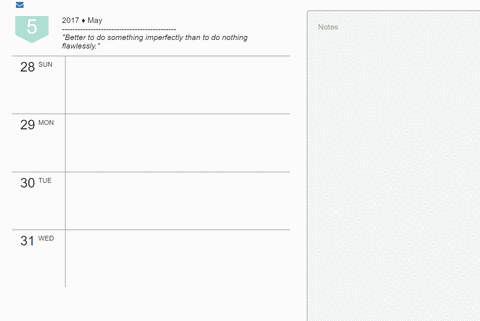 5
2017 ♦ May
--------------------------------------------
"Better to do something imperfectly than to do nothing
flawlessly."
Notes
28 SUN
29 MON
30 TUE
31 WED